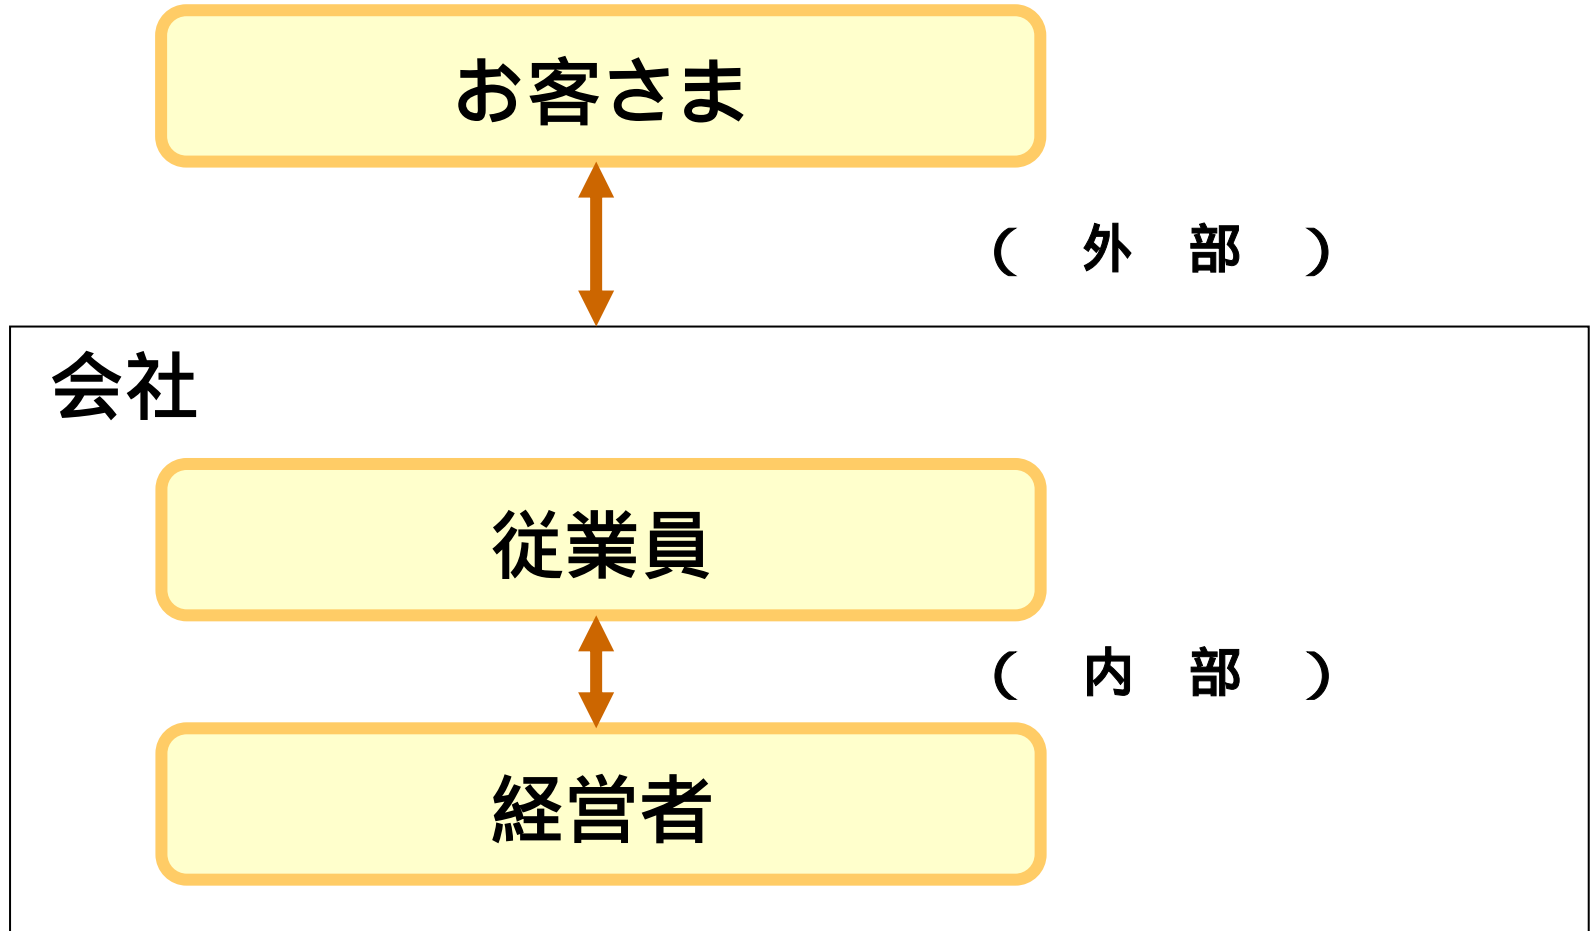 お客さま
（　外　部　）
会社
従業員
（　内　部　）
経営者